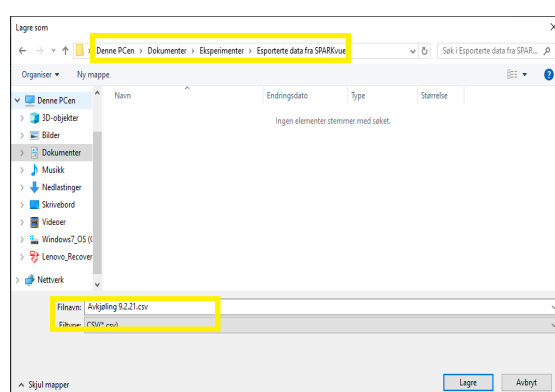 Lagre som
Denne PCen › Dokumenter › Eksperimenter › Esporterte data fra SPARKvue
Søk i Esporterte data fra SPAR...
Organiser
Ny mappe
Navn
Endringsdato
Type
Størrelse
Ingen elementer stemmer med søket.
Denne PCen
3D-objekter
Bilder
Dokumenter
Musikk
Nedlastinger
Skrivebord
Videoer
Windows7_OS (C
Lenovo_Recover
Nettverk
Filnavn: Avkjøling 9.2.21.csv
Filtype: CSV(*.csv)
Skjul mapper
Lagre
Avbryt